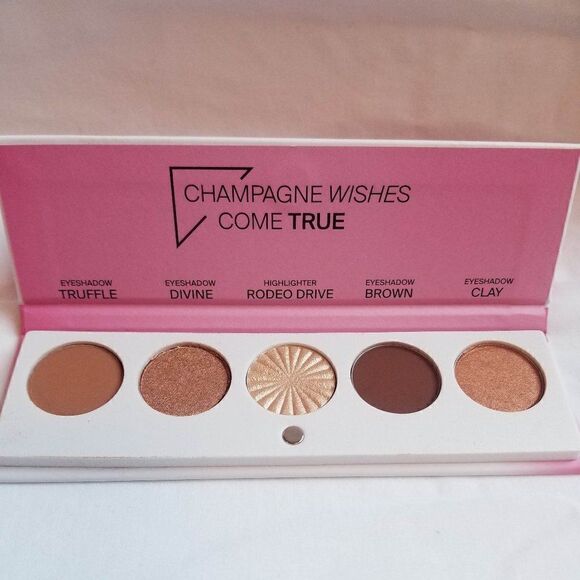 CHAMPAGNE WISHES
COME TRUE
EYESHADOW
TRUFFLE
EYESHADOW
DIVINE
HIGHLIGHTER
RODEO DRIVE
EYESHADOW
BROWN
EYESHADOW
CLAY